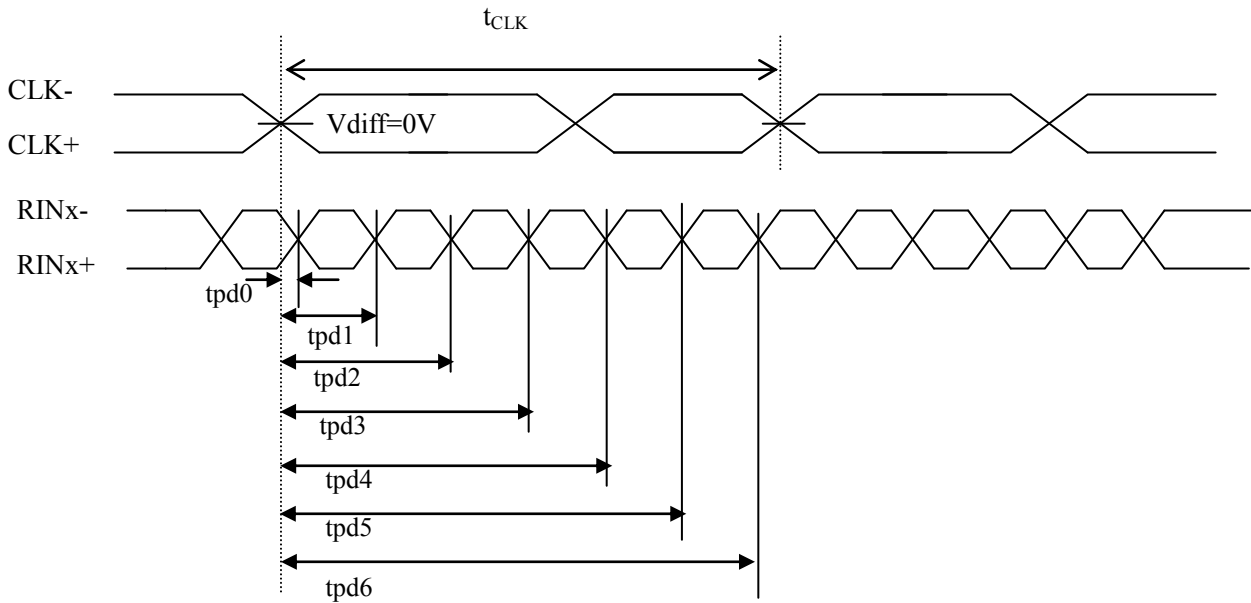 tCLK
CLK-
Vdiff=0V
CLK+
RINx-
RINx+
tpd0
tpd1
tpd2
tpd3
tpd4
tpd5
tpd6